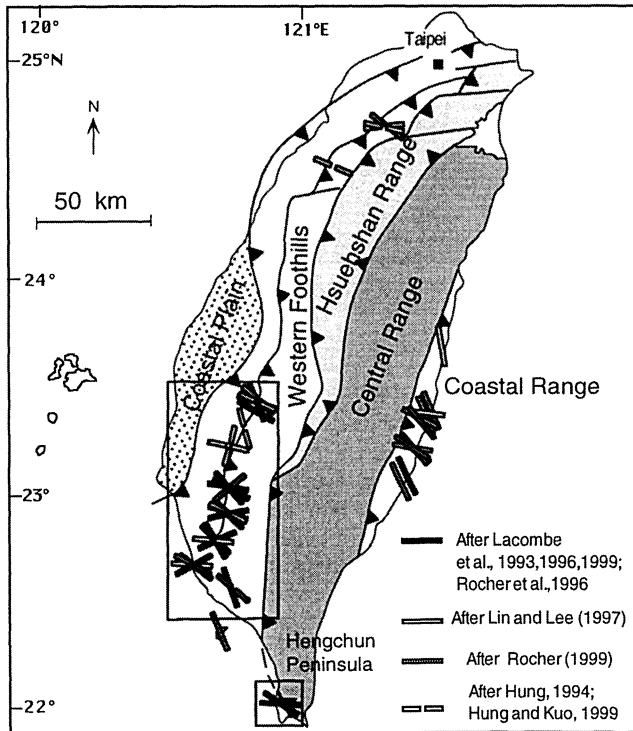 120°
121°E
25°N
Taipei
N
50 km
24°
23°
22°
Coastal Plain
Western Foothills
Hsuehshan Range
Central Range
Coastal Range
Hengchun
Peninsula
After Lacombe
et al., 1993,1996,1999;
Rocher et al.,1996
After Lin and Lee (1997)
After Rocher (1999)
After Hung, 1994;
Hung and Kuo, 1999